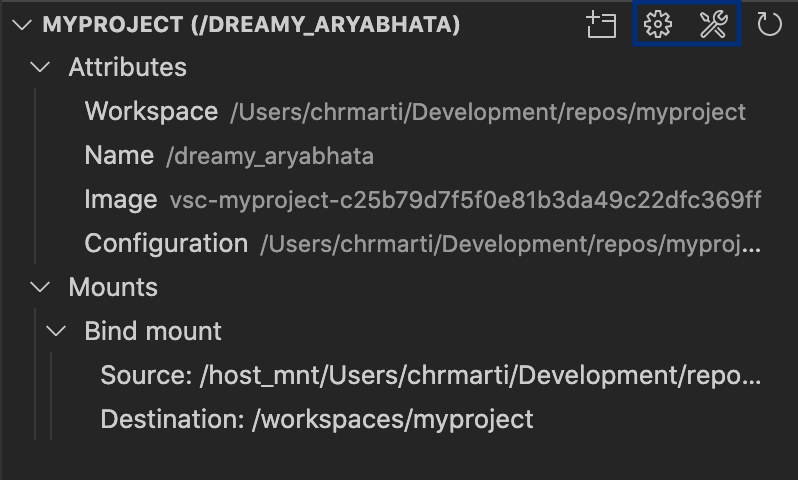 MYPROJECT (/DREAMY_ARYABHATA)
Attributes
Workspace /Users/chrmarti/Development/repos/myproject
Name /dreamy_aryabhata
Image vsc-myproject-c25b79d7f5f0e81b3da49c22dfc369ff
Configuration /Users/chrmarti/Development/repos/myproj...
Mounts
Bind mount
Source: /host_mnt/Users/chrmarti/Development/repo...
Destination: /workspaces/myproject